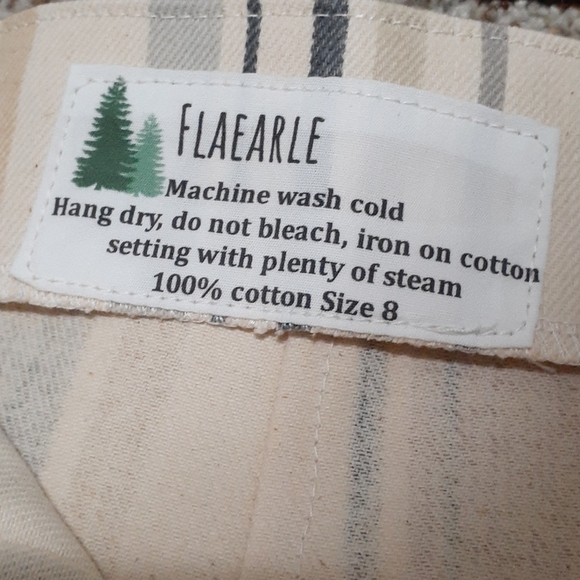 FLAEARLE
Machine wash cold
Hang dry, do not bleach, iron on cotton
setting with plenty of steam
100% cotton Size 8